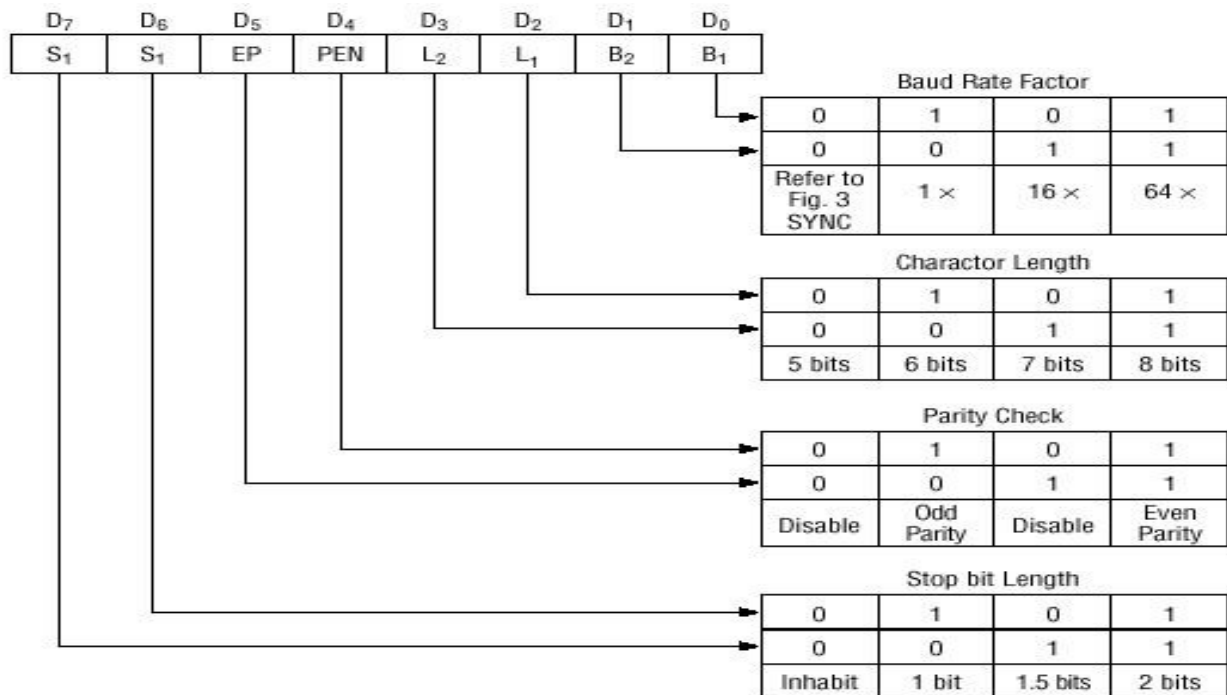 D7 D6 D5 D4 D3 D2 D1 D0
S1 S1 EP PEN L2 L1 B2 B1
Baud Rate Factor
0 1 0 1
0 0 1 1
Refer to Fig. 3 SYNC 1 × 16 × 64 ×
Charactor Length
0 1 0 1
0 0 1 1
5 bits 6 bits 7 bits 8 bits
Parity Check
0 1 0 1
0 0 1 1
Disable Odd Parity Disable Even Parity
Stop bit Length
0 1 0 1
0 0 1 1
Inhabit 1 bit 1.5 bits 2 bits